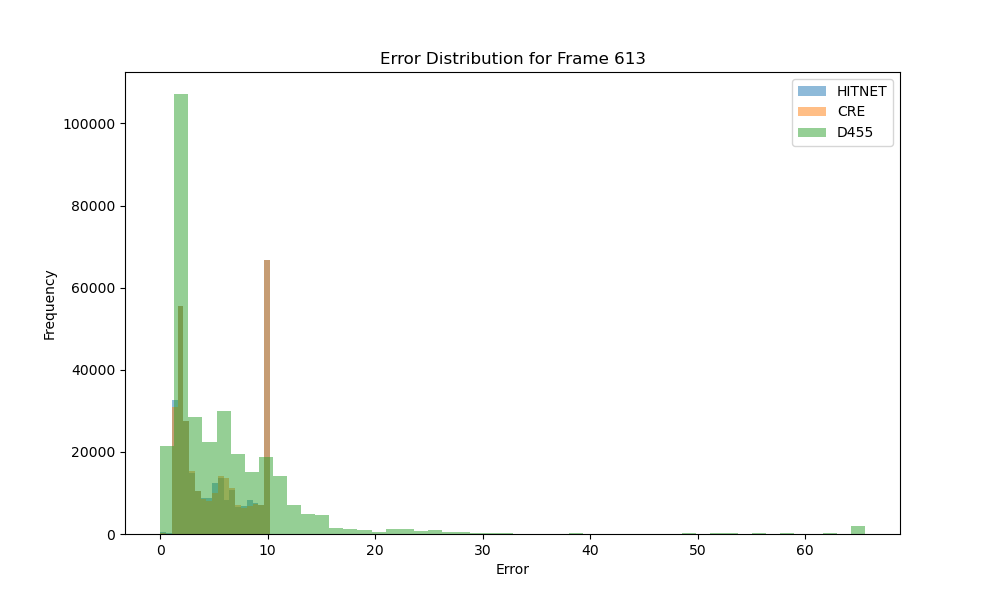 Error Distribution for Frame 613
HITNET
CRE
D455
100000
80000
60000
40000
20000
0
Frequency
0 10 20 30 40 50 60
Error